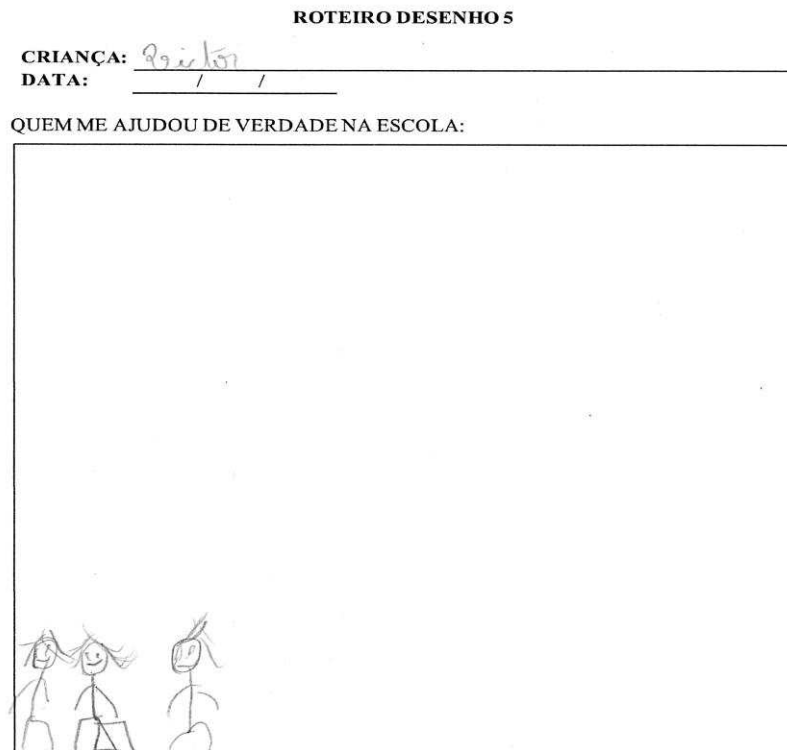 ROTEIRO DESENHO 5
CRIANÇA:
DATA: / /
QUEM ME AJUDOU DE VERDADE NA ESCOLA: